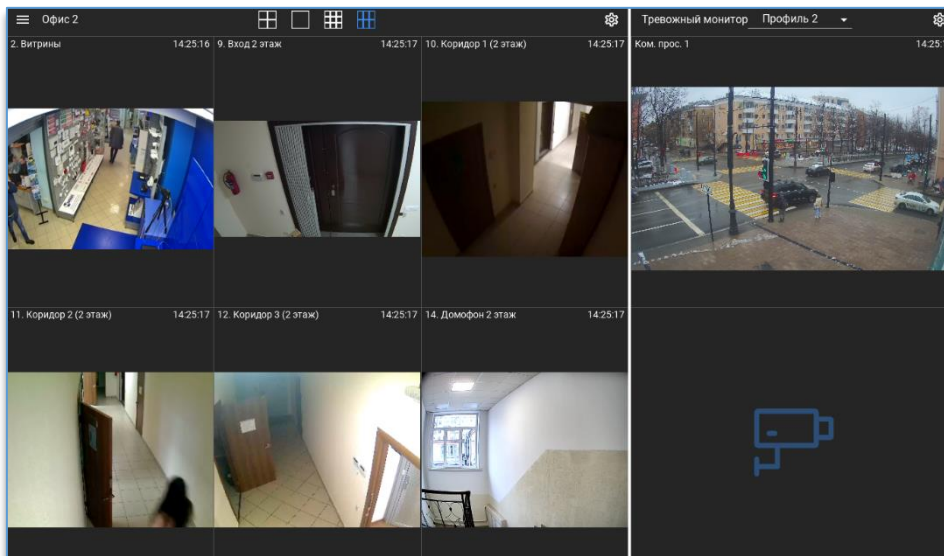 Офис 2
Тревожный монитор Профиль 2
2. Витрины 14:25:16
9. Вход 2 этаж 14:25:17
10. Коридор 1 (2 этаж) 14:25:17
Ком. прос. 1
11. Коридор 2 (2 этаж) 14:25:17
12. Коридор 3 (2 этаж) 14:25:17
14. Домофон 2 этаж 14:25:17